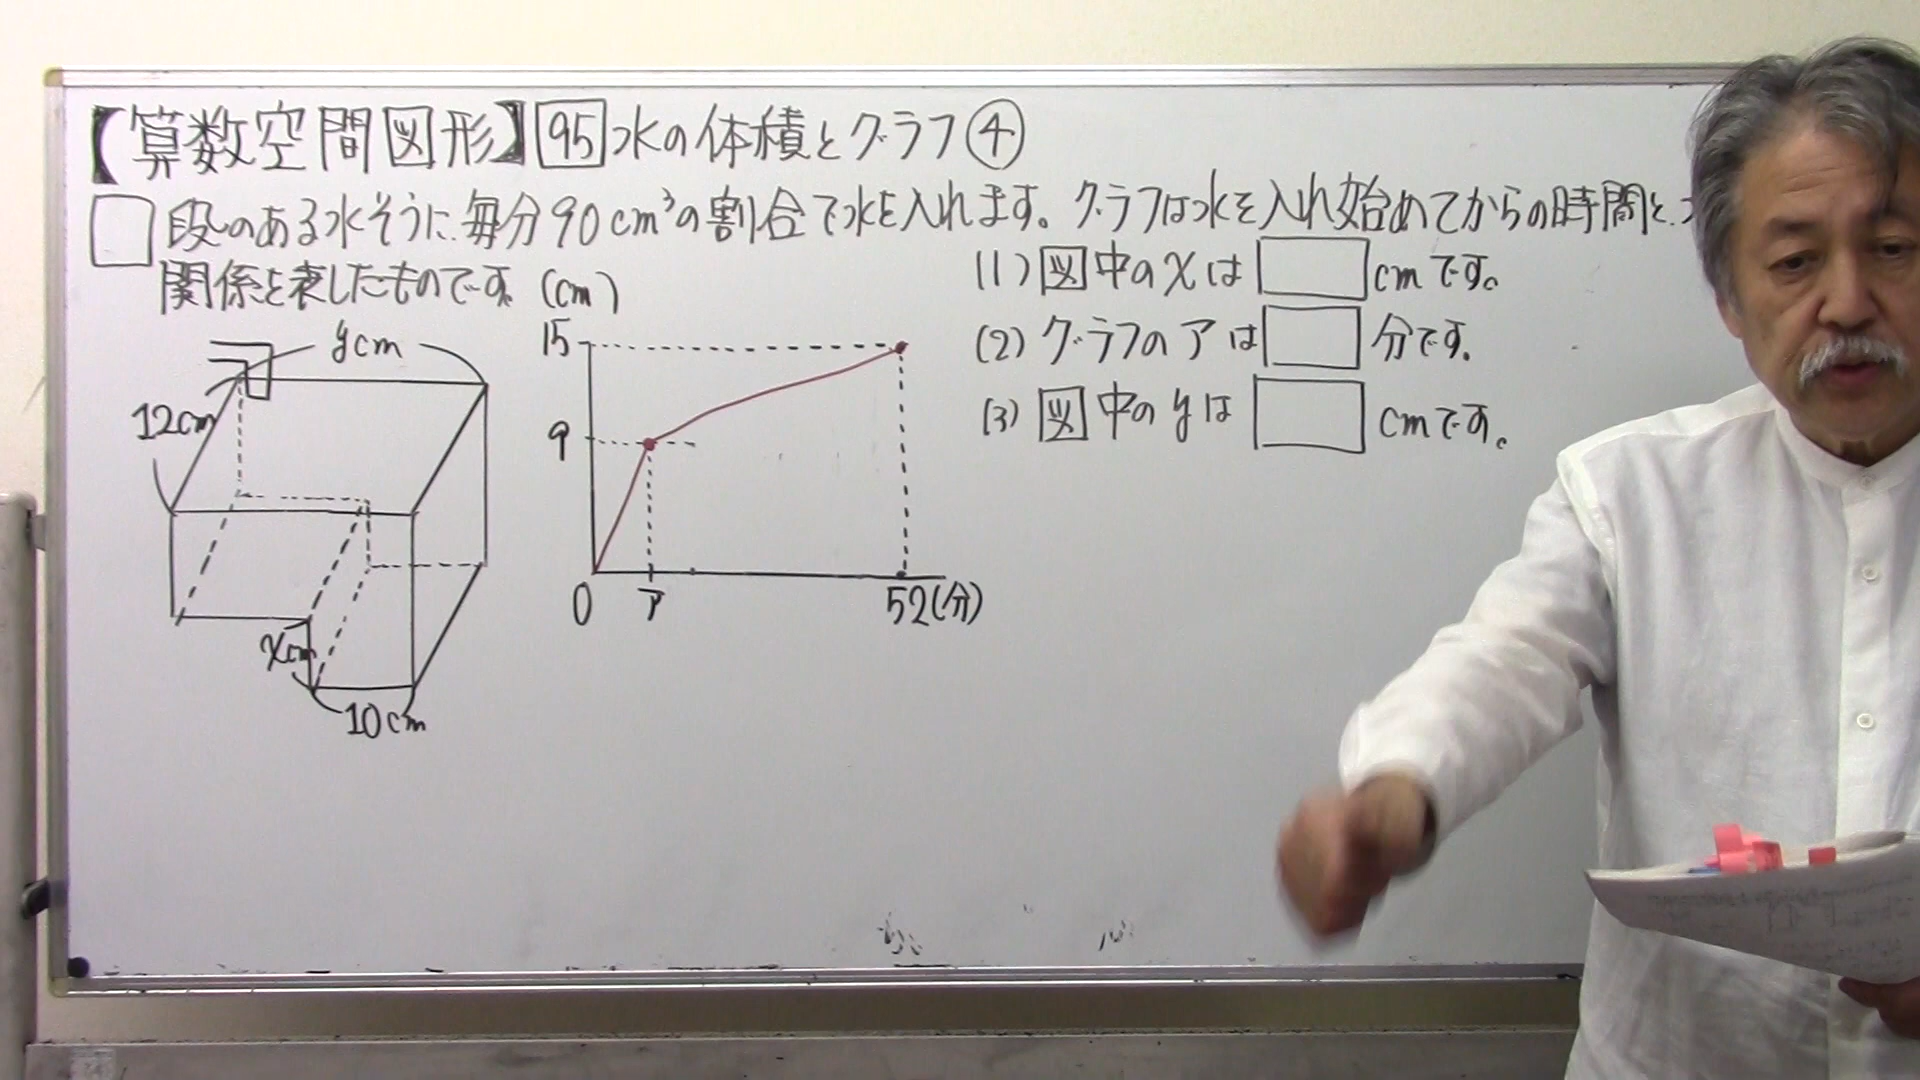 【算数空間図形】95水の体積とグラフ④
段のある水そうに毎分90cm³の割合で水を入れます。グラフは水を入れ始めてからの時間と
関係を表したものです。
(1) 図中のxは cmです。
(2) グラフのアは 分です。
(3) 図中のyは cmです。
ycm
12cm
xcm
10cm
(cm)
15
9
0 ア 52(分)